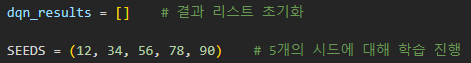 dqn_results = []    # 결과 리스트 초기화
SEEDS = (12, 34, 56, 78, 90)    # 5개의 시드에 대해 학습 진행